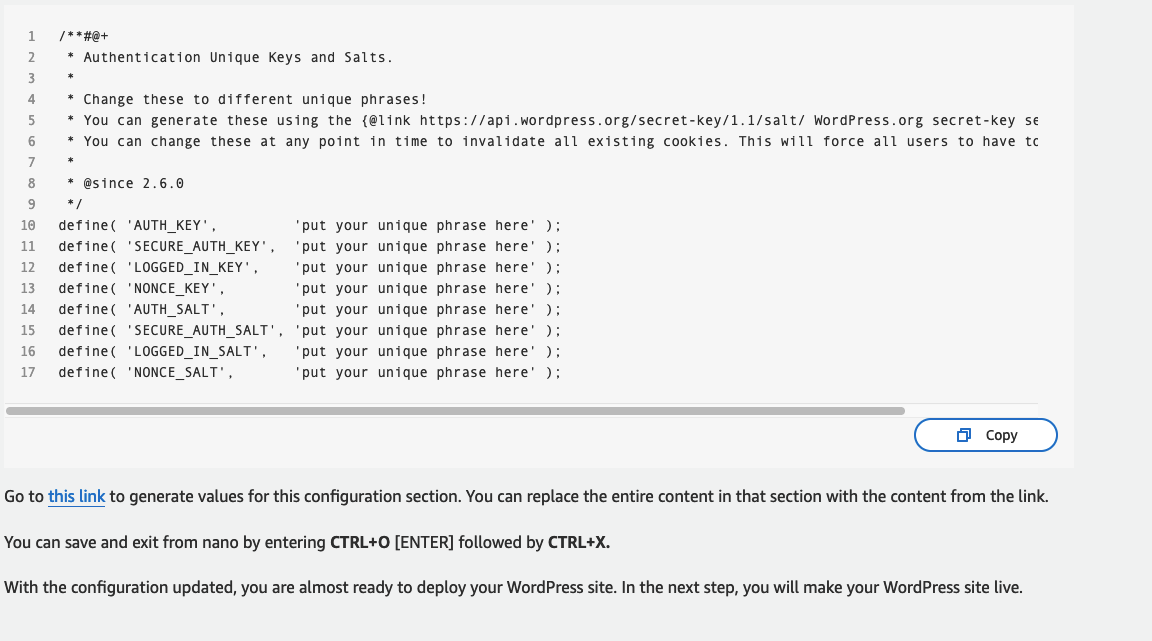 1 /**#@+
2 * Authentication Unique Keys and Salts.
3 *
4 * Change these to different unique phrases!
5 * You can generate these using the {@link https://api.wordpress.org/secret-key/1.1/salt/ WordPress.org secret-key se
6 * You can change these at any point in time to invalidate all existing cookies. This will force all users to have to
7 *
8 * @since 2.6.0
9 */
10 define( 'AUTH_KEY',         'put your unique phrase here' );
11 define( 'SECURE_AUTH_KEY',  'put your unique phrase here' );
12 define( 'LOGGED_IN_KEY',    'put your unique phrase here' );
13 define( 'NONCE_KEY',        'put your unique phrase here' );
14 define( 'AUTH_SALT',        'put your unique phrase here' );
15 define( 'SECURE_AUTH_SALT', 'put your unique phrase here' );
16 define( 'LOGGED_IN_SALT',   'put your unique phrase here' );
17 define( 'NONCE_SALT',       'put your unique phrase here' );
Copy
Go to this link to generate values for this configuration section. You can replace the entire content in that section with the content from the link.
You can save and exit from nano by entering CTRL+O [ENTER] followed by CTRL+X.
With the configuration updated, you are almost ready to deploy your WordPress site. In the next step, you will make your WordPress site live.